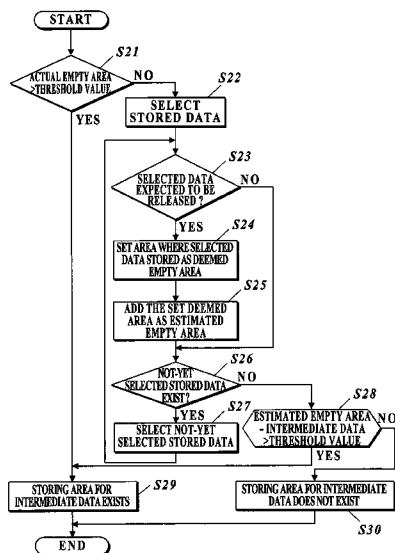 START
S21
ACTUAL EMPTY AREA
>THRESHOLD VALUE
NO
YES
S22
SELECT
STORED DATA
S23
SELECTED DATA
EXPECTED TO BE
RELEASED ?
NO
YES
S24
SET AREA WHERE SELECTED
DATA STORED AS DEEMED
EMPTY AREA
S25
ADD THE SET DEEMED
AREA AS ESTIMATED
EMPTY AREA
S26
NOT-YET
SELECTED STORED DATA
EXIST?
NO
YES
S27
SELECT NOT-YET
SELECTED STORED DATA
S28
ESTIMATED EMPTY AREA
- INTERMEDIATE DATA
>THRESHOLD VALUE
NO
YES
STORING AREA FOR
INTERMEDIATE DATA EXISTS
S29
STORING AREA FOR INTERMEDIATE
DATA DOES NOT EXIST
S30
END